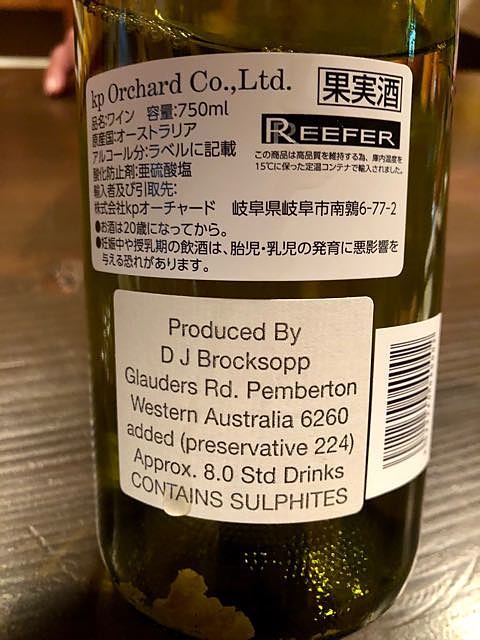 kp Orchard Co.,Ltd.
果実酒
品名:ワイン 容量:750ml
原産国:オーストラリア
アルコール分:ラベルに記載
酸化防止剤:亜硫酸塩
REEFER
この商品は高品質を維持する為、庫内温度を
15℃に保った定温コンテナで輸入されました。
輸入者及び引取先:
株式会社kpオーチャード 岐阜県岐阜市南鶉6-77-2
●お酒は20歳になってから。
●妊娠中や授乳期の飲酒は、胎児・乳児の発育に悪影響を
与える恐れがあります。
Produced By
D J Brocksopp
Glauders Rd. Pemberton
Western Australia 6260
added (preservative 224)
Approx. 8.0 Std Drinks
CONTAINS SULPHITES